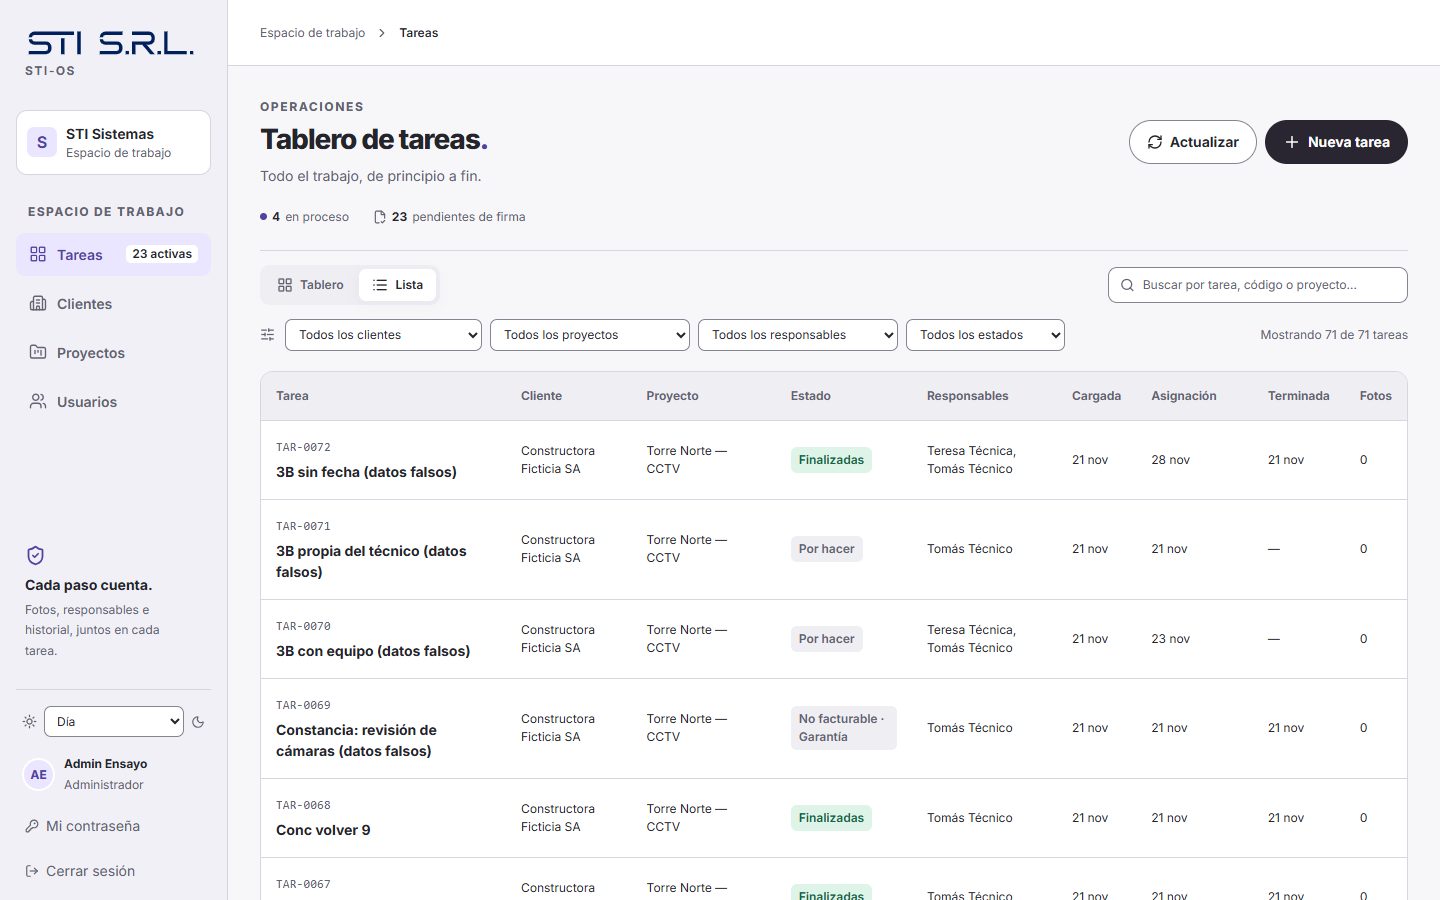 STI S.R.L.
STI-OS
S
STI Sistemas
Espacio de trabajo
ESPACIO DE TRABAJO
Tareas
23 activas
Clientes
Proyectos
Usuarios
Cada paso cuenta.
Fotos, responsables e
historial, juntos en cada
tarea.
Día
AE
Admin Ensayo
Administrador
Mi contraseña
Cerrar sesión
Espacio de trabajo > Tareas
OPERACIONES
Tablero de tareas.
Todo el trabajo, de principio a fin.
4 en proceso
23 pendientes de firma
Actualizar
Nueva tarea
Tablero
Lista
Buscar por tarea, código o proyecto...
Todos los clientes
Todos los proyectos
Todos los responsables
Todos los estados
Mostrando 71 de 71 tareas
Tarea Cliente Proyecto Estado Responsables Cargada Asignación Terminada Fotos
TAR-0072
3B sin fecha (datos falsos)
Constructora
Ficticia SA
Torre Norte —
CCTV
Finalizadas
Teresa Técnica,
Tomás Técnico
21 nov
28 nov
21 nov
0
TAR-0071
3B propia del técnico (datos
falsos)
Constructora
Ficticia SA
Torre Norte —
CCTV
Por hacer
Tomás Técnico
21 nov
21 nov
—
0
TAR-0070
3B con equipo (datos falsos)
Constructora
Ficticia SA
Torre Norte —
CCTV
Por hacer
Teresa Técnica,
Tomás Técnico
21 nov
23 nov
—
0
TAR-0069
Constancia: revisión de
cámaras (datos falsos)
Constructora
Ficticia SA
Torre Norte —
CCTV
No facturable ·
Garantía
Tomás Técnico
21 nov
21 nov
21 nov
0
TAR-0068
Conc volver 9
Constructora
Ficticia SA
Torre Norte —
CCTV
Finalizadas
Tomás Técnico
21 nov
21 nov
21 nov
0
TAR-0067
Constructora
Torre Norte —
Finalizadas
Tomás Técnico
21 nov
21 nov
21 nov
0